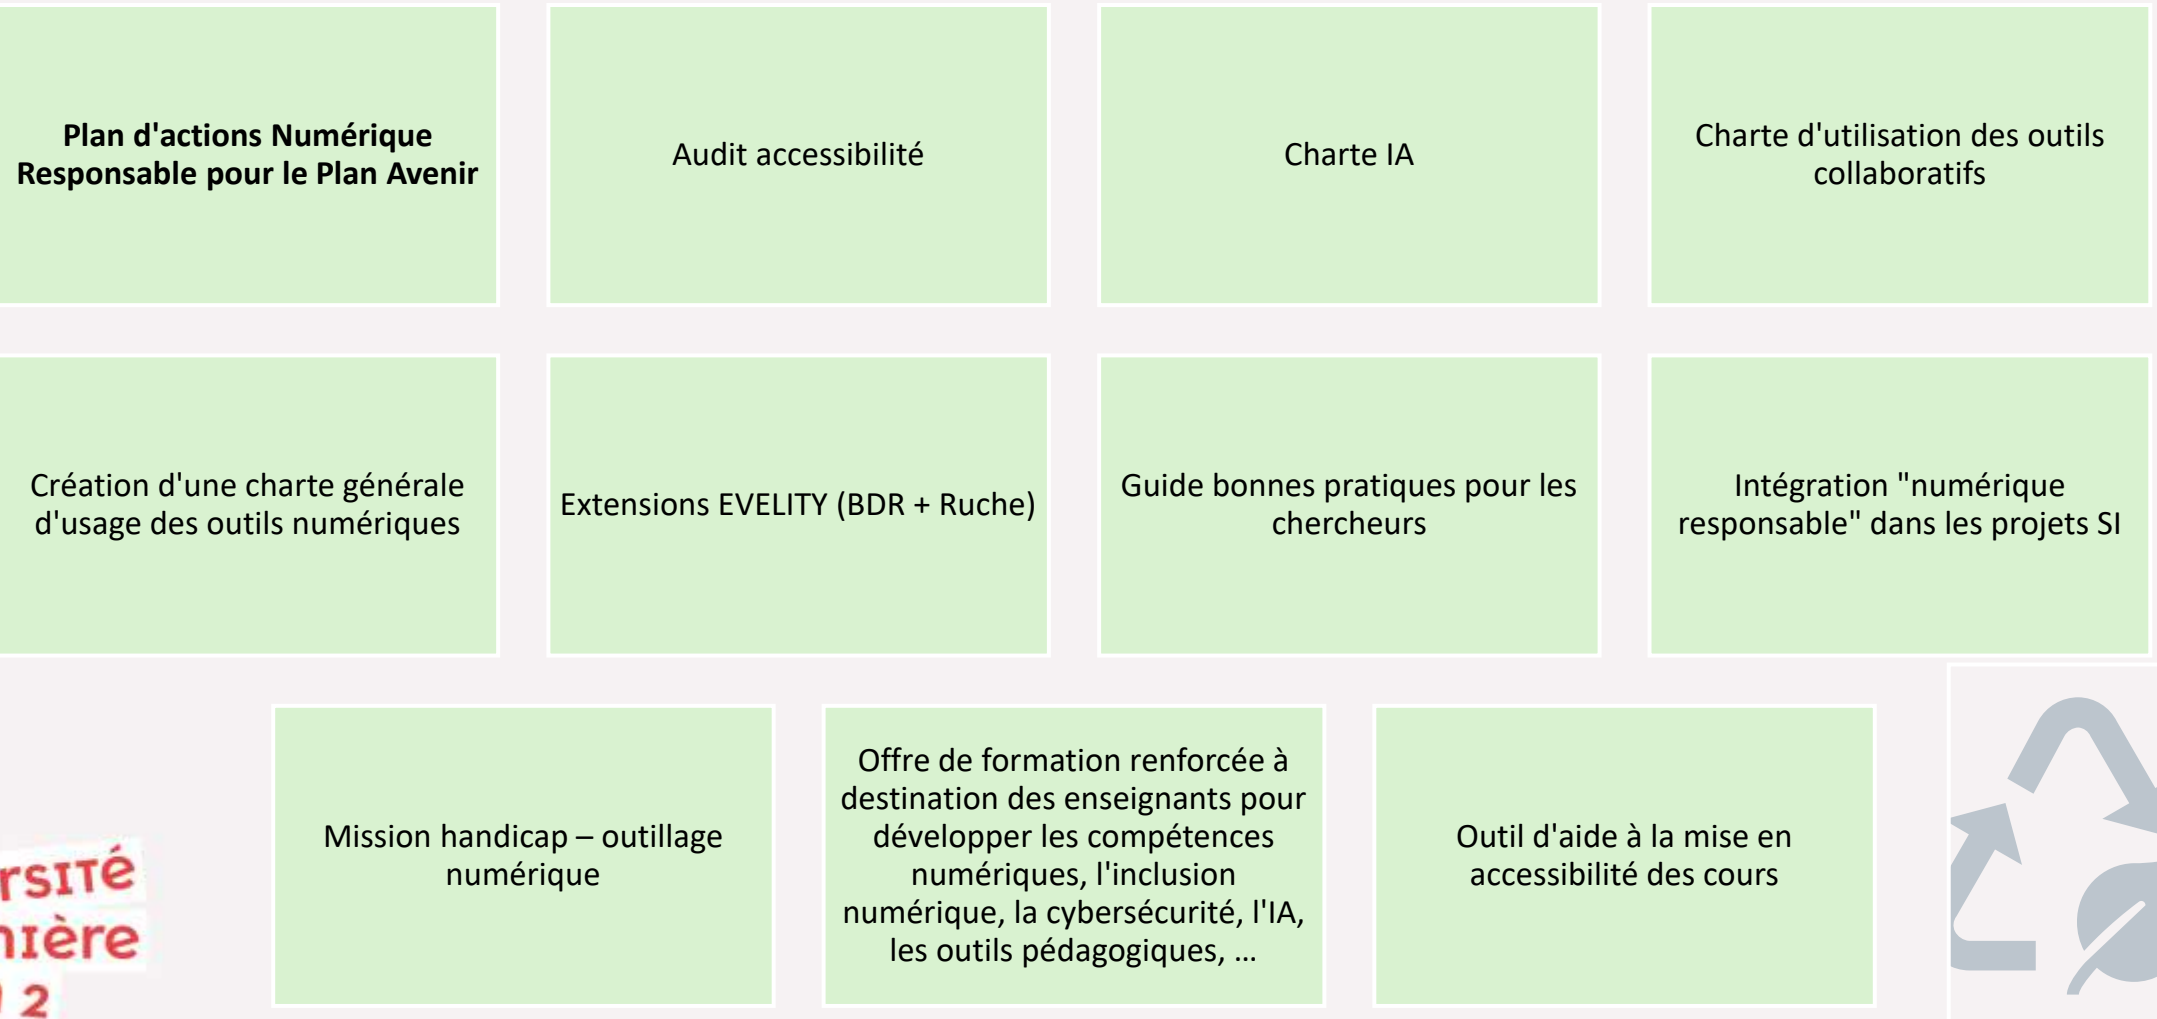 Plan d'actions Numérique
Responsable pour le Plan Avenir
Audit accessibilité
Charte IA
Charte d'utilisation des outils
collaboratifs
Création d'une charte générale
d'usage des outils numériques
Extensions EVELITY (BDR + Ruche)
Guide bonnes pratiques pour les
chercheurs
Intégration "numérique
responsable" dans les projets SI
Mission handicap – outillage
numérique
Offre de formation renforcée à
destination des enseignants pour
développer les compétences
numériques, l'inclusion
numérique, la cybersécurité, l'IA,
les outils pédagogiques, …
Outil d'aide à la mise en
accessibilité des cours
2